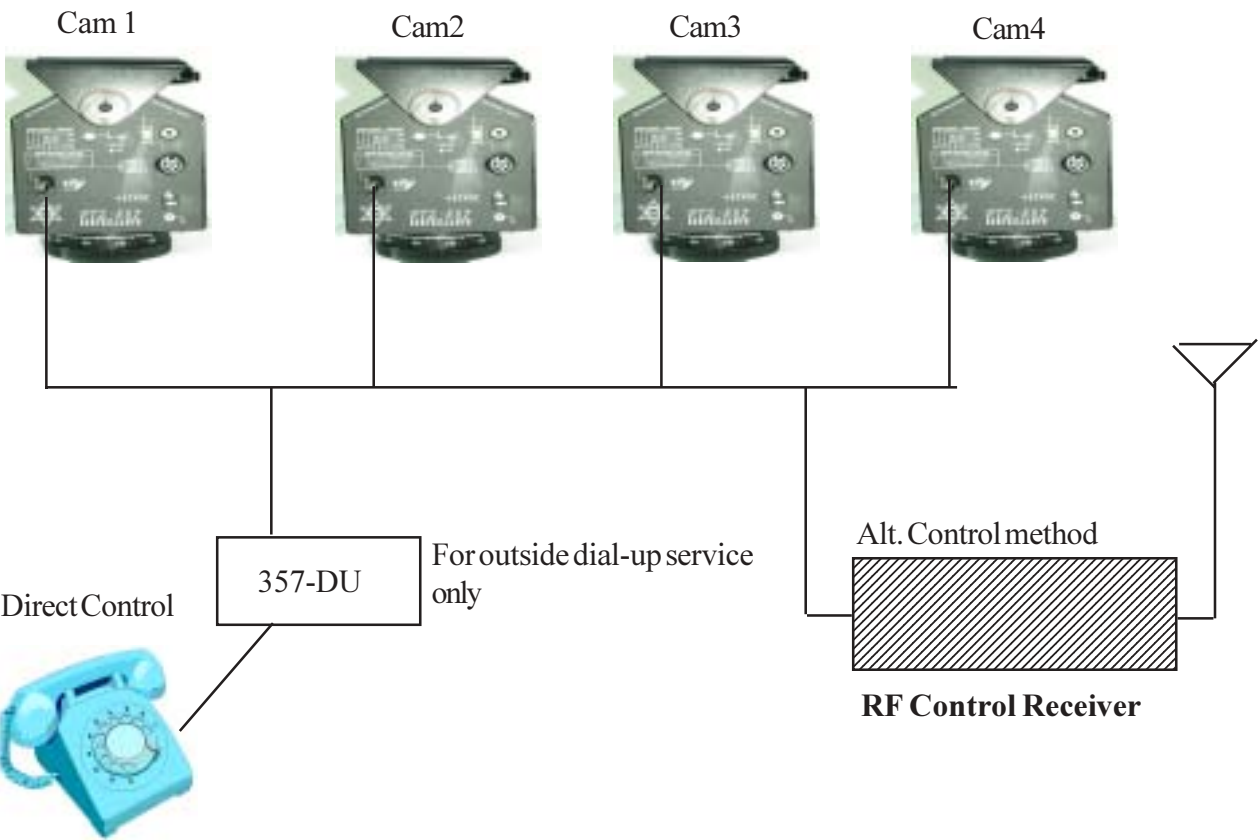 Cam 1
Cam2
Cam3
Cam4
Alt. Control method
For outside dial-up service
only
357-DU
Direct Control
RF Control Receiver